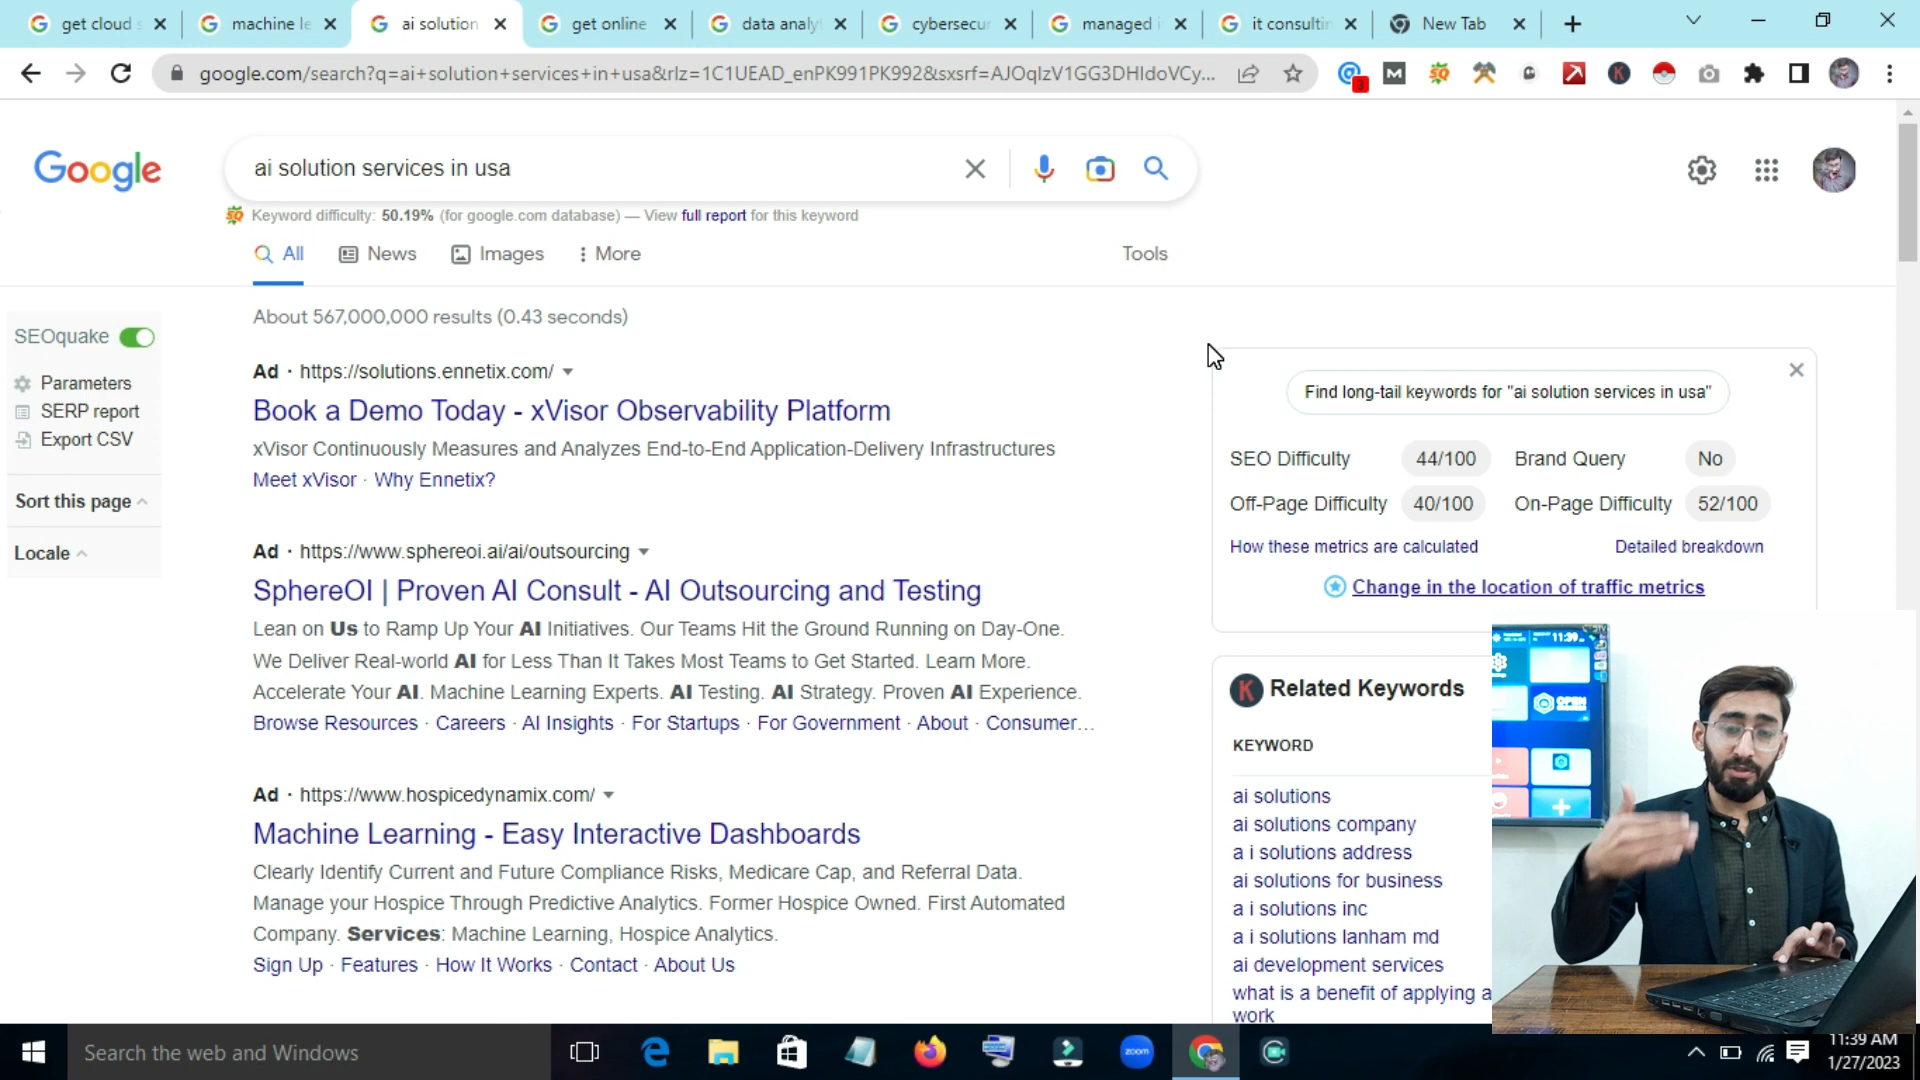 get cloud s
machine le
ai solution
get online
data analyt
cybersecur
managed i
it consultin
New Tab
google.com/search?q=ai+solution+services+in+usa&rlz=1C1UEAD_enPK991PK992&sxsrf=AJOqlzV1GG3DHIdoVCy...
3
M
Google
ai solution services in usa
Keyword difficulty: 50.19% (for google.com database) — View full report for this keyword
All
News
Images
More
Tools
About 567,000,000 results (0.43 seconds)
SEOquake
Parameters
SERP report
Export CSV
Sort this page
Locale
Ad · https://solutions.ennetix.com/
Book a Demo Today - xVisor Observability Platform
xVisor Continuously Measures and Analyzes End-to-End Application-Delivery Infrastructures
Meet xVisor · Why Ennetix?
Ad · https://www.sphereoi.ai/ai/outsourcing
SphereOI | Proven AI Consult - AI Outsourcing and Testing
Lean on Us to Ramp Up Your AI Initiatives. Our Teams Hit the Ground Running on Day-One.
We Deliver Real-world AI for Less Than It Takes Most Teams to Get Started. Learn More.
Accelerate Your AI. Machine Learning Experts. AI Testing. AI Strategy. Proven AI Experience.
Browse Resources · Careers · AI Insights · For Startups · For Government · About · Consumer...
Ad · https://www.hospicedynamix.com/
Machine Learning - Easy Interactive Dashboards
Clearly Identify Current and Future Compliance Risks, Medicare Cap, and Referral Data.
Manage your Hospice Through Predictive Analytics. Former Hospice Owned. First Automated
Company. Services: Machine Learning, Hospice Analytics.
Sign Up · Features · How It Works · Contact · About Us
Find long-tail keywords for "ai solution services in usa"
SEO Difficulty 44/100 Brand Query No
Off-Page Difficulty 40/100 On-Page Difficulty 52/100
How these metrics are calculated Detailed breakdown
Change in the location of traffic metrics
K Related Keywords
KEYWORD
ai solutions
ai solutions company
a i solutions address
ai solutions for business
a i solutions inc
a i solutions lanham md
ai development services
what is a benefit of applying a
work
11:39
OPEN
Search the web and Windows
zoom
11:39 AM
1/27/2023